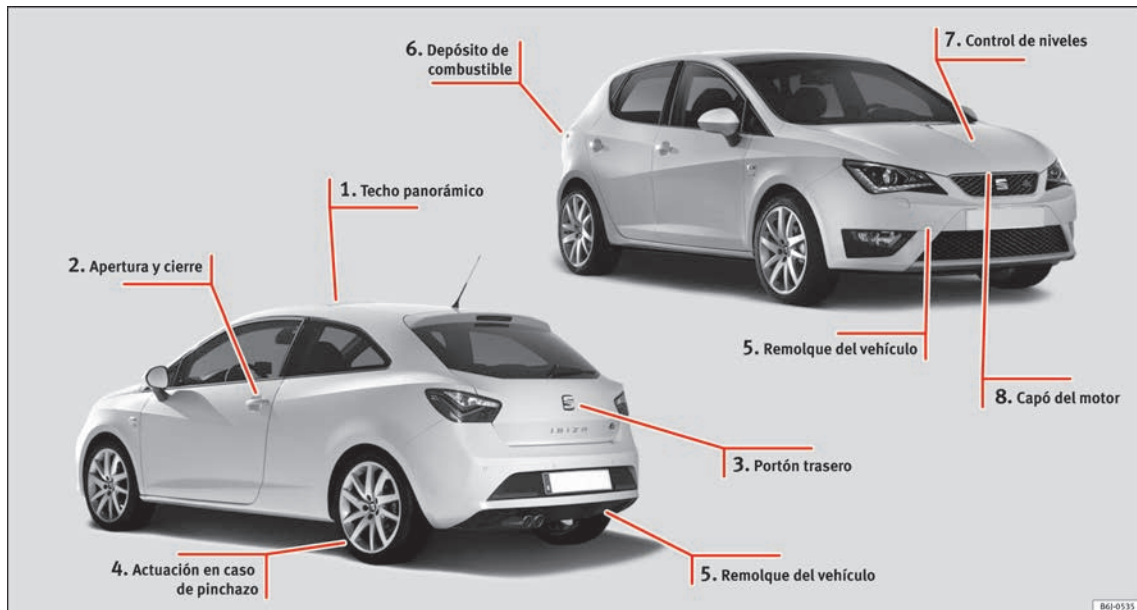 6. Depósito de
combustible
7. Control de niveles
1. Techo panorámico
2. Apertura y cierre
5. Remolque del vehículo
8. Capó del motor
IBIZA
3. Portón trasero
4. Actuación en caso
de pinchazo
5. Remolque del vehículo
B6J-0535